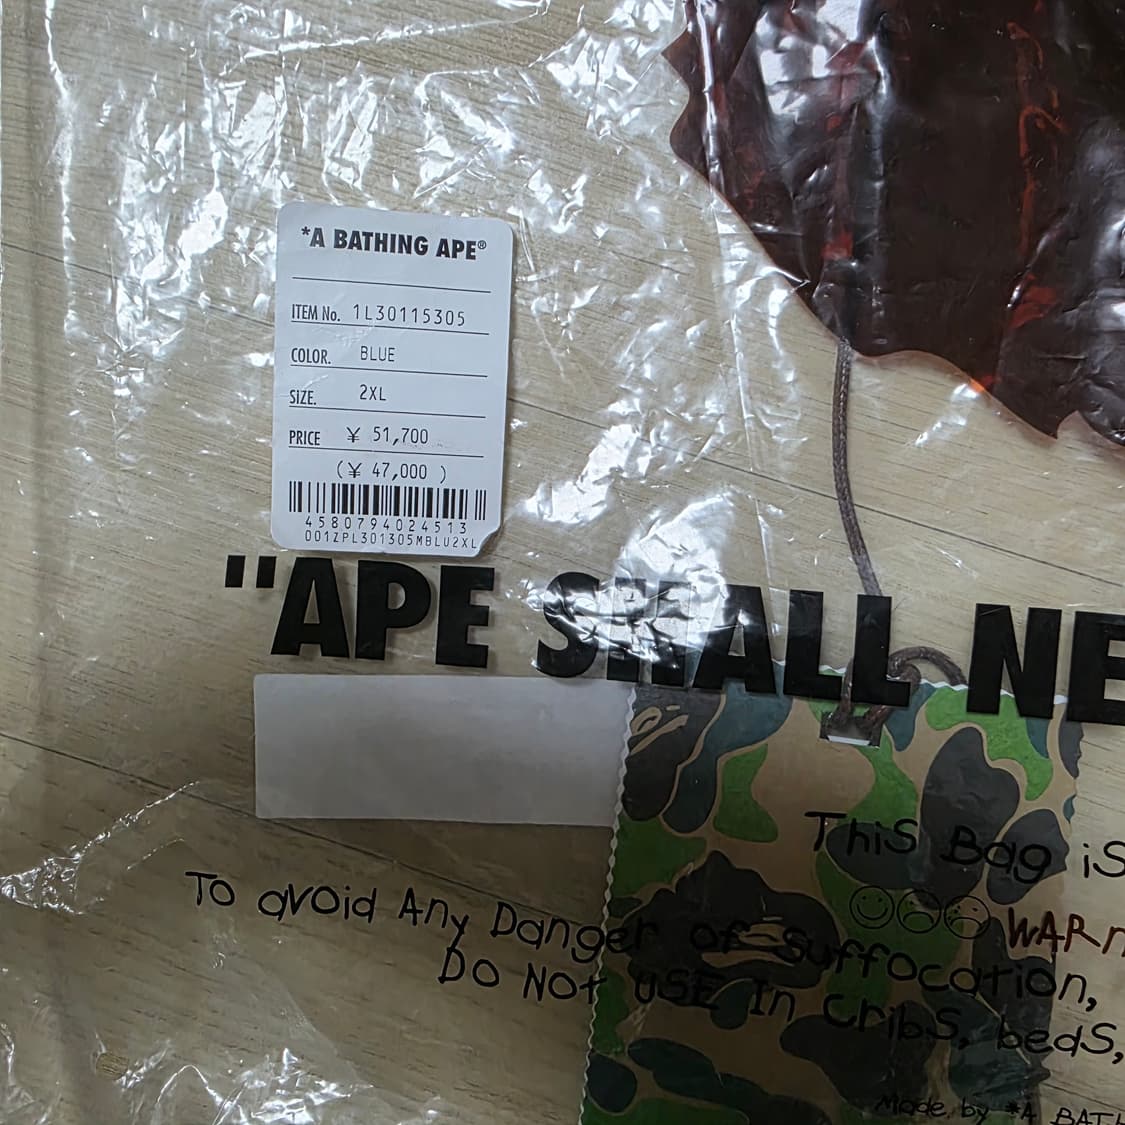 *A BATHING APE®
ITEM No. 1L30115305
COLOR. BLUE
SIZE. 2XL
PRICE ¥ 51,700
(¥ 47,000 )
4580794024513
001ZPL301305MBLU2XL
"APE SHALL NE
This Bag is
WARN
To avoid Any Danger of Suffocation,
Do Not USE In Cribs, beds,
Made by *A BATH